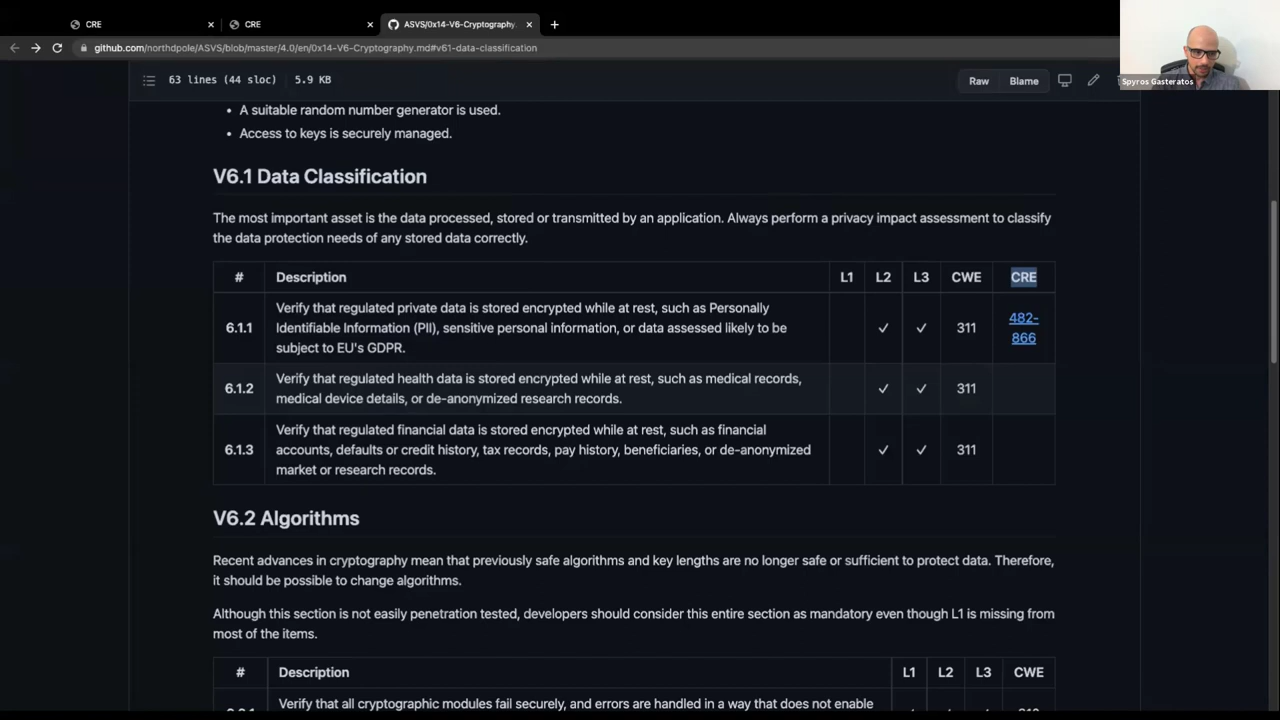 CRE
CRE
ASVS/0x14-V6-Cryptography
github.com/northdpole/ASVS/blob/master/4.0/en/0x14-V6-Cryptography.md#v61-data-classification
Spyros Gasteratos
63 lines (44 sloc) 5.9 KB
Raw Blame
• A suitable random number generator is used.
• Access to keys is securely managed.
V6.1 Data Classification
The most important asset is the data processed, stored or transmitted by an application. Always perform a privacy impact assessment to classify
the data protection needs of any stored data correctly.
# Description L1 L2 L3 CWE CRE
Verify that regulated private data is stored encrypted while at rest, such as Personally
6.1.1 Identifiable Information (PII), sensitive personal information, or data assessed likely to be ✓ ✓ 311 482-
subject to EU's GDPR. 866
Verify that regulated health data is stored encrypted while at rest, such as medical records,
6.1.2 medical device details, or de-anonymized research records. ✓ ✓ 311
Verify that regulated financial data is stored encrypted while at rest, such as financial
6.1.3 accounts, defaults or credit history, tax records, pay history, beneficiaries, or de-anonymized ✓ ✓ 311
market or research records.
V6.2 Algorithms
Recent advances in cryptography mean that previously safe algorithms and key lengths are no longer safe or sufficient to protect data. Therefore,
it should be possible to change algorithms.
Although this section is not easily penetration tested, developers should consider this entire section as mandatory even though L1 is missing from
most of the items.
# Description L1 L2 L3 CWE
Verify that all cryptographic modules fail securely, and errors are handled in a way that does not enable